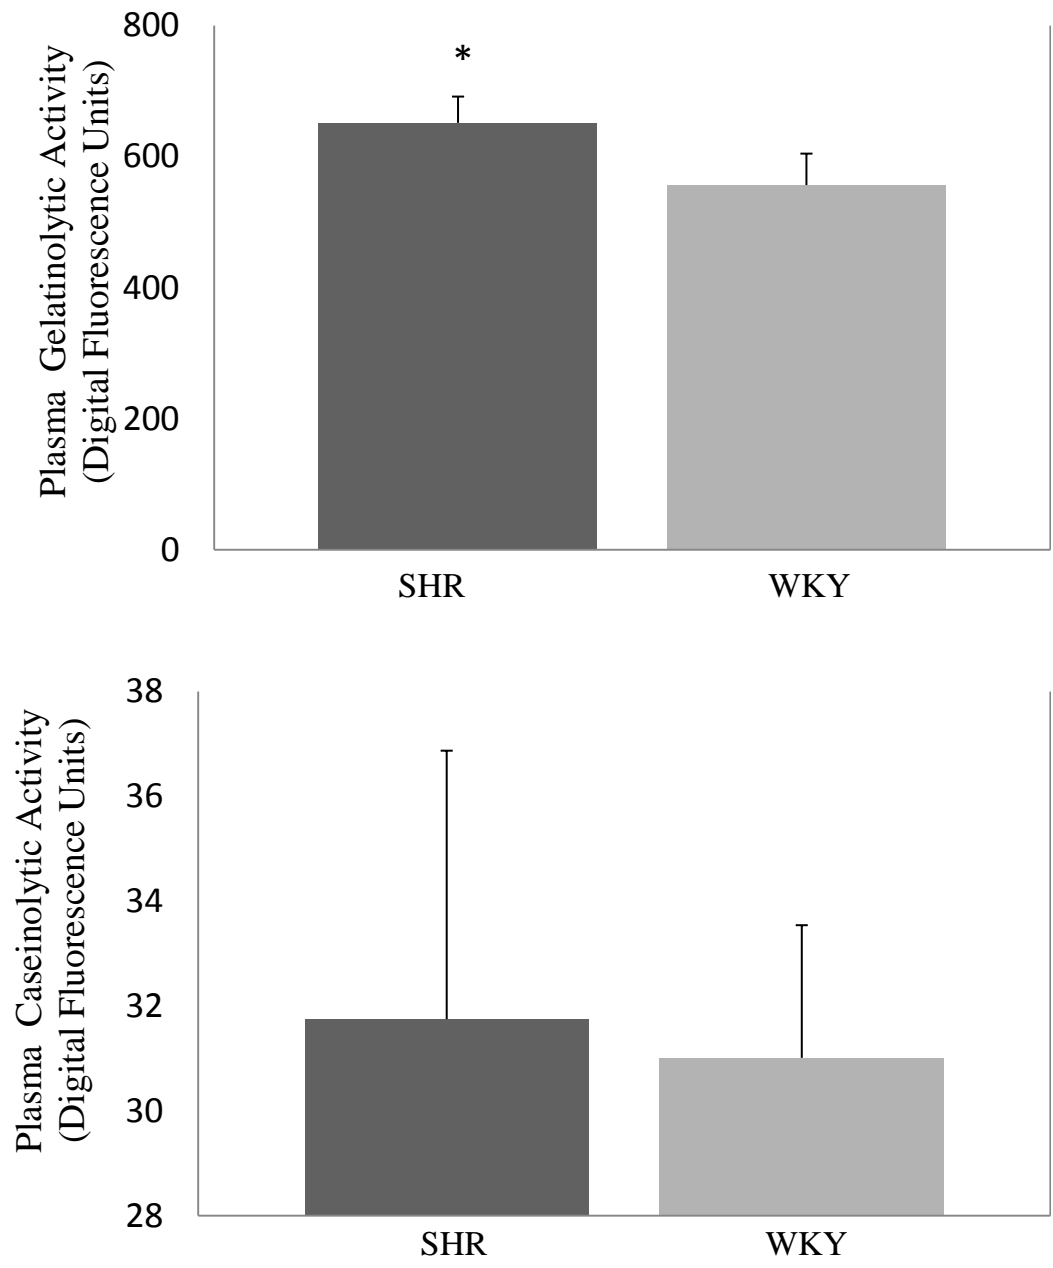 Plasma Gelatinolytic Activity
(Digital Fluorescence Units)
800
600
400
200
0
*
SHR WKY
Plasma Caseinolytic Activity
(Digital Fluorescence Units)
38
36
34
32
30
28
SHR WKY